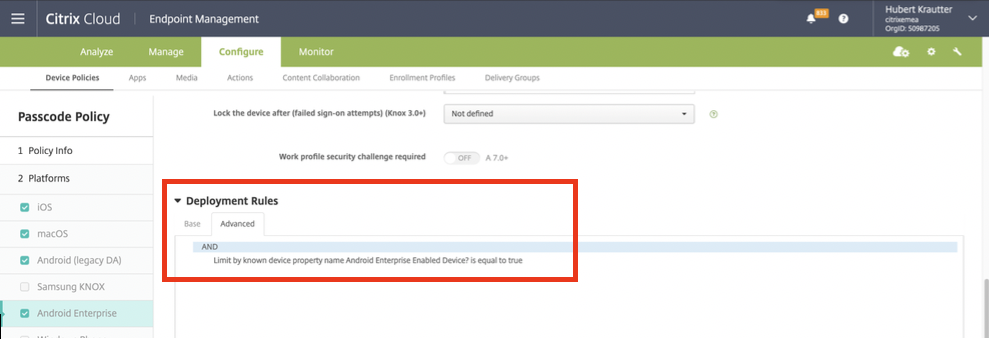 Citrix Cloud Endpoint Management 833 Hubert Krautter
citrixemea
OrgID: 50987205
Analyze Manage Configure Monitor
Device Policies Apps Media Actions Content Collaboration Enrollment Profiles Delivery Groups
Passcode Policy
1 Policy Info
2 Platforms
iOS
macOS
Android (legacy DA)
Samsung KNOX
Android Enterprise
Lock the device after (failed sign-on attempts) (Knox 3.0+) Not defined
Work profile security challenge required OFF A 7.0+
Deployment Rules
Base Advanced
AND
Limit by known device property name Android Enterprise Enabled Device? is equal to true